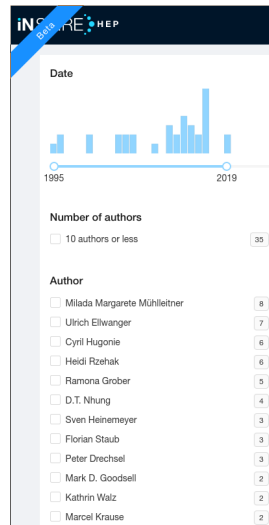 iNSPIRE HEP
Beta
Date
1995 2019
Number of authors
10 authors or less 35
Author
Milada Margarete Mühlleitner 8
Ulrich Ellwanger 7
Cyril Hugonie 6
Heidi Rzehak 6
Ramona Grober 5
D.T. Nhung 4
Sven Heinemeyer 3
Florian Staub 3
Peter Drechsel 3
Mark D. Goodsell 2
Kathrin Walz 2
Marcel Krause 2